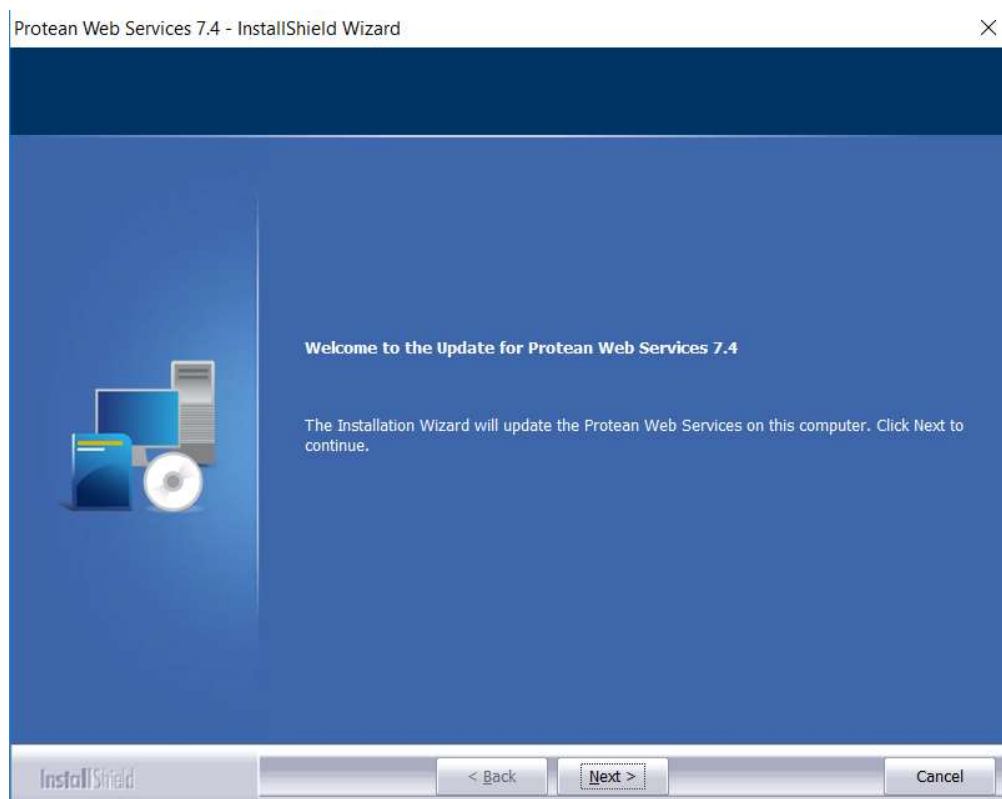 Protean Web Services 7.4 - InstallShield Wizard
Welcome to the Update for Protean Web Services 7.4
The Installation Wizard will update the Protean Web Services on this computer. Click Next to
continue.
InstallShield
< Back Next > Cancel